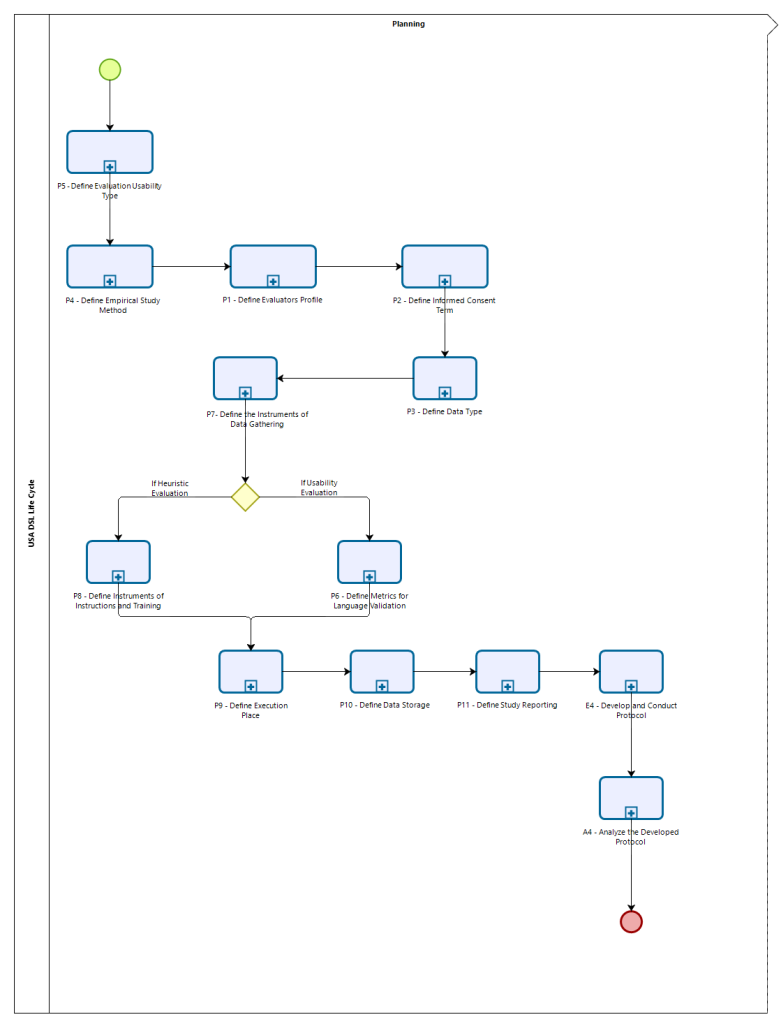 Planning
USA DSL Life Cycle
P5 - Define Evaluation Usability
Type
P4 - Define Empirical Study
Method
P1 - Define Evaluators Profile
P2 - Define Informed Consent
Term
P7- Define the Instruments of
Data Gathering
P3 - Define Data Type
If Heuristic
Evaluation
If Usability
Evaluation
P8 - Define Instruments of
Instructions and Training
P6 - Define Metrics for
Language Validation
P9 - Define Execution
Place
P10 - Define Data Storage
P11 - Define Study Reporting
E4 - Develop and Conduct
Protocol
A4 - Analyze the Developed
Protocol